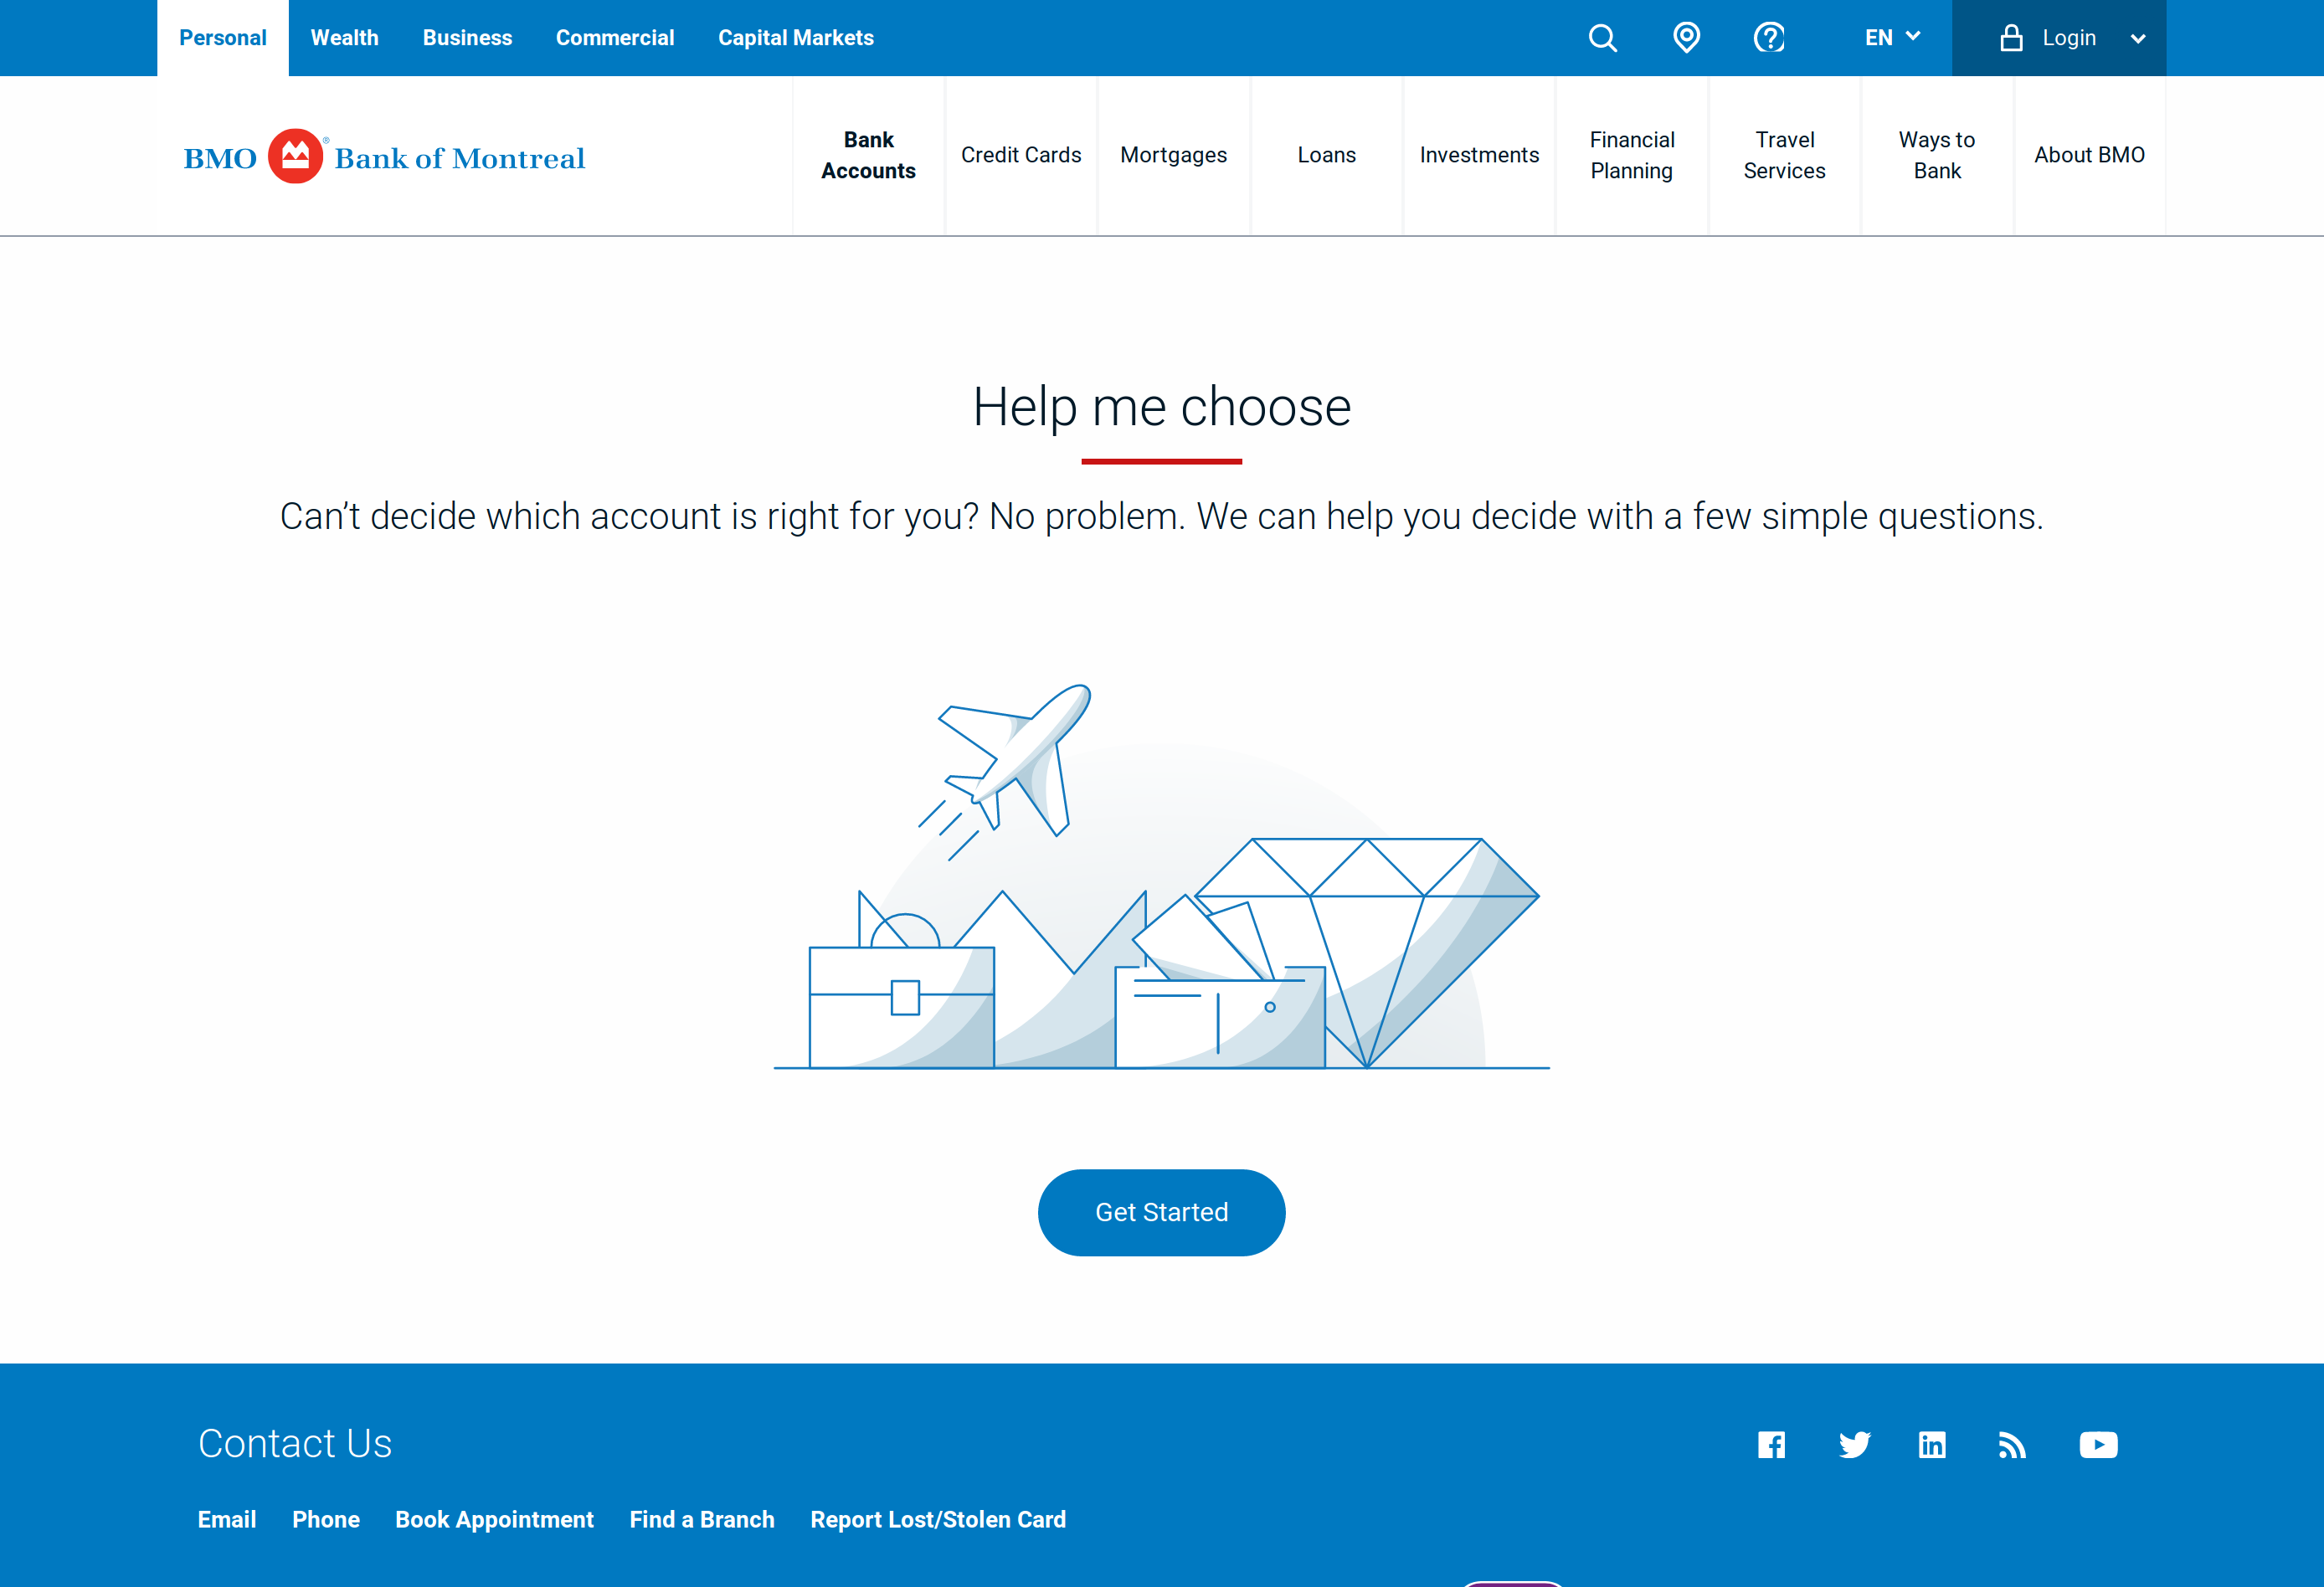 Personal Wealth Business Commercial Capital Markets EN Login
BMO ® Bank of Montreal
Bank Accounts
Credit Cards
Mortgages
Loans
Investments
Financial Planning
Travel Services
Ways to Bank
About BMO
Help me choose
Can't decide which account is right for you? No problem. We can help you decide with a few simple questions.
Get Started
Contact Us
Email Phone Book Appointment Find a Branch Report Lost/Stolen Card